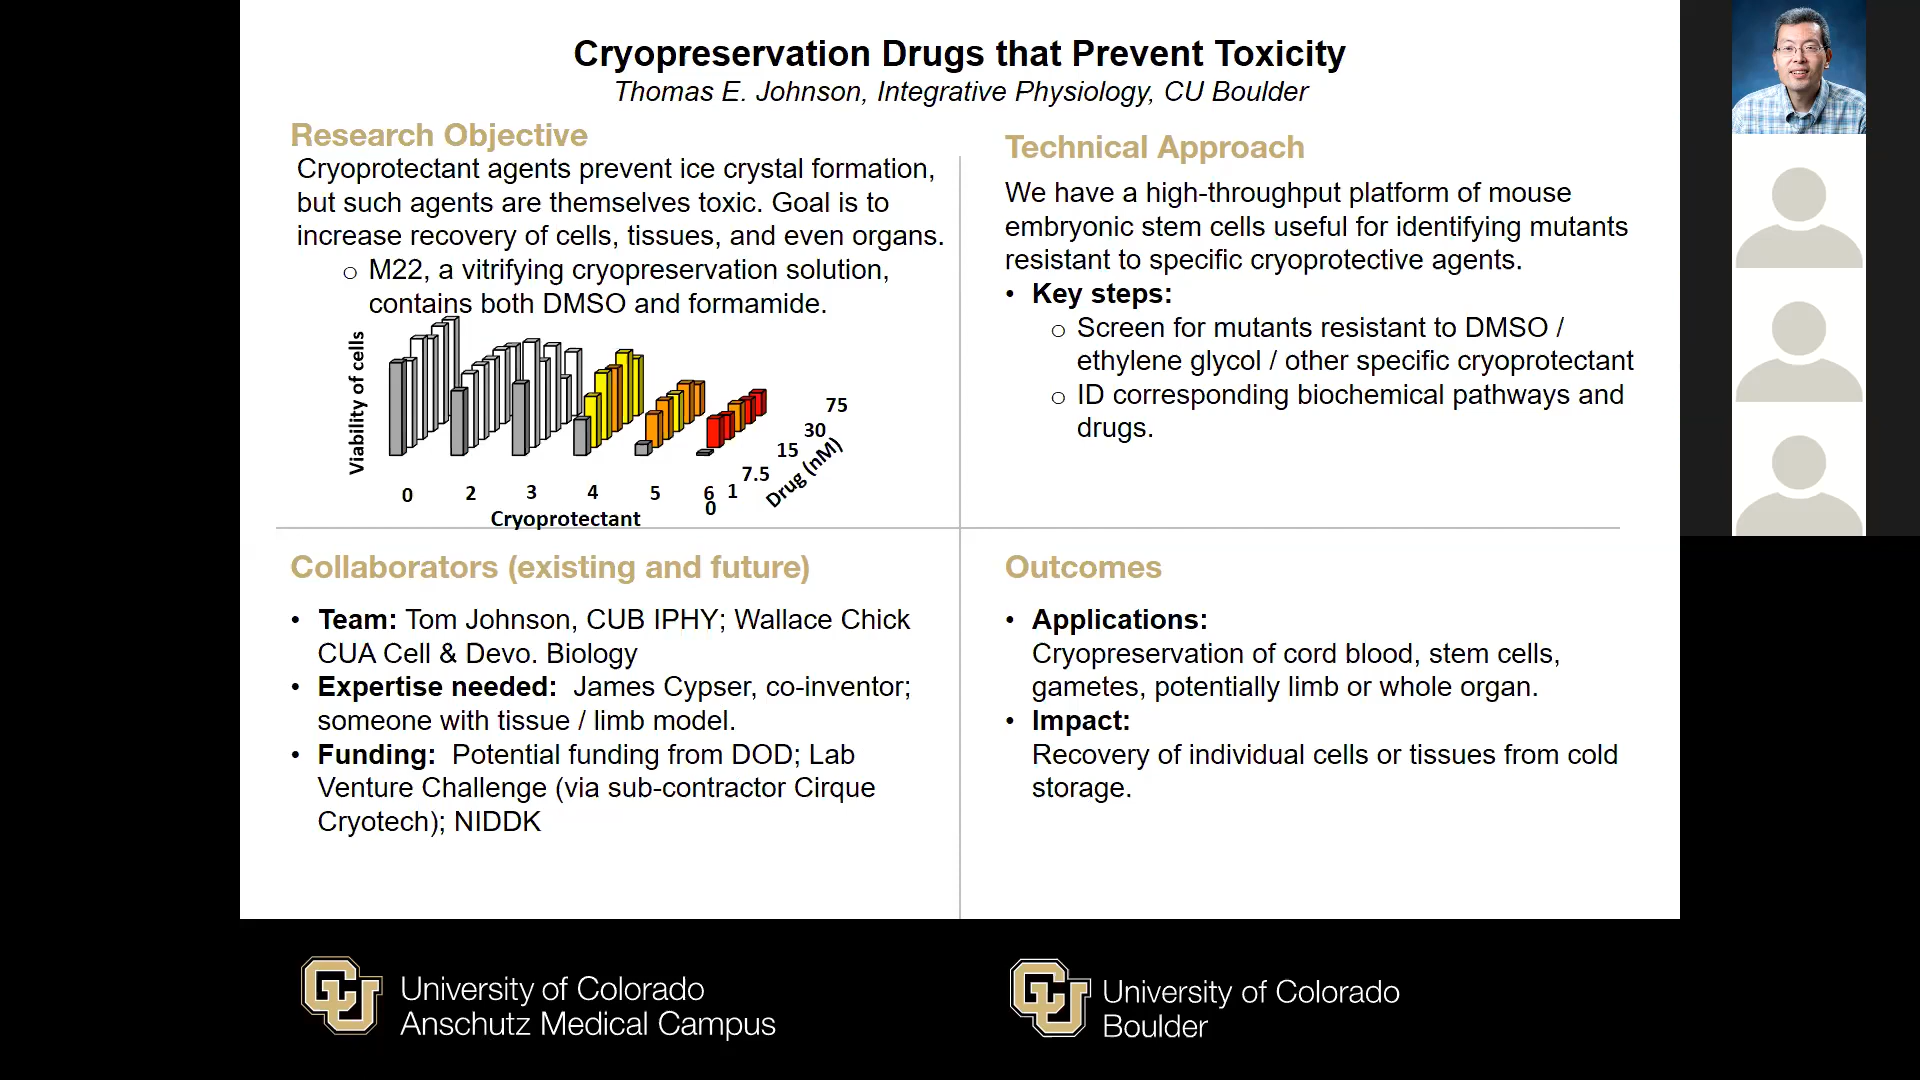 Cryopreservation Drugs that Prevent Toxicity
Thomas E. Johnson, Integrative Physiology, CU Boulder
Research Objective
Cryoprotectant agents prevent ice crystal formation,
but such agents are themselves toxic. Goal is to
increase recovery of cells, tissues, and even organs.
○ M22, a vitrifying cryopreservation solution,
contains both DMSO and formamide.
Viability of cells
0 2 3 4 5 6
0 1 7.5 15 30 75
Drug (nM)
Cryoprotectant
Technical Approach
We have a high-throughput platform of mouse
embryonic stem cells useful for identifying mutants
resistant to specific cryoprotective agents.
• Key steps:
○ Screen for mutants resistant to DMSO /
ethylene glycol / other specific cryoprotectant
○ ID corresponding biochemical pathways and
drugs.
Collaborators (existing and future)
• Team: Tom Johnson, CUB IPHY; Wallace Chick
CUA Cell & Devo. Biology
• Expertise needed: James Cypser, co-inventor;
someone with tissue / limb model.
• Funding: Potential funding from DOD; Lab
Venture Challenge (via sub-contractor Cirque
Cryotech); NIDDK
Outcomes
• Applications:
Cryopreservation of cord blood, stem cells,
gametes, potentially limb or whole organ.
• Impact:
Recovery of individual cells or tissues from cold
storage.
CU
University of Colorado
Anschutz Medical Campus
CU
University of Colorado
Boulder